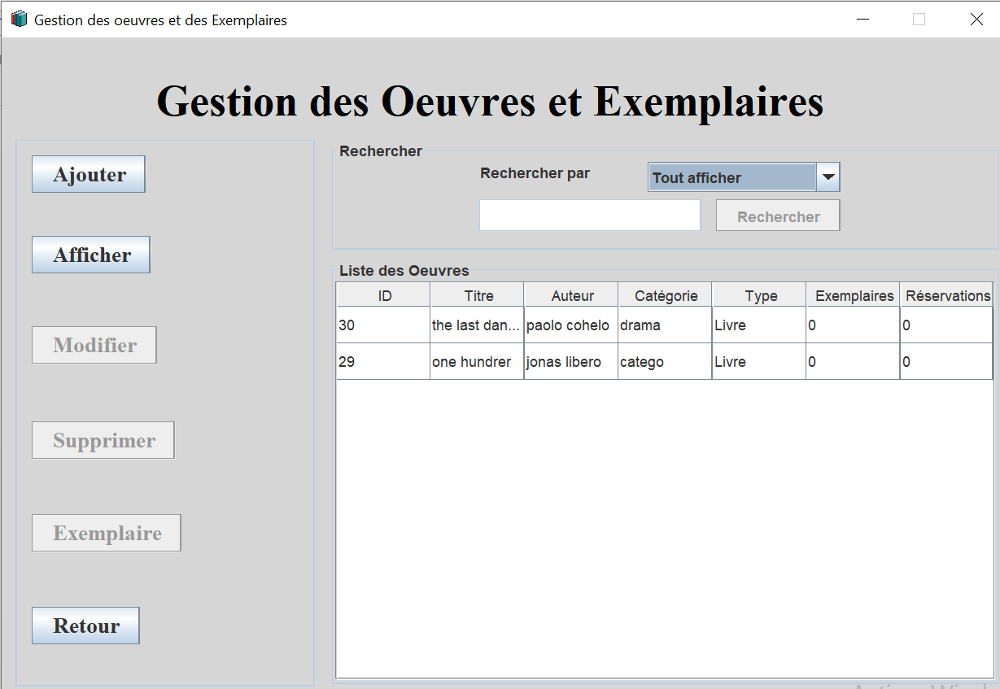 Gestion des oeuvres et des Exemplaires
Gestion des Oeuvres et Exemplaires
Ajouter
Afficher
Modifier
Supprimer
Exemplaire
Retour
Rechercher
Rechercher par Tout afficher
Rechercher
Liste des Oeuvres
ID Titre Auteur Catégorie Type Exemplaires Réservations
30 the last dan... paolo cohelo drama Livre 0 0
29 one hundrer jonas libero catego Livre 0 0